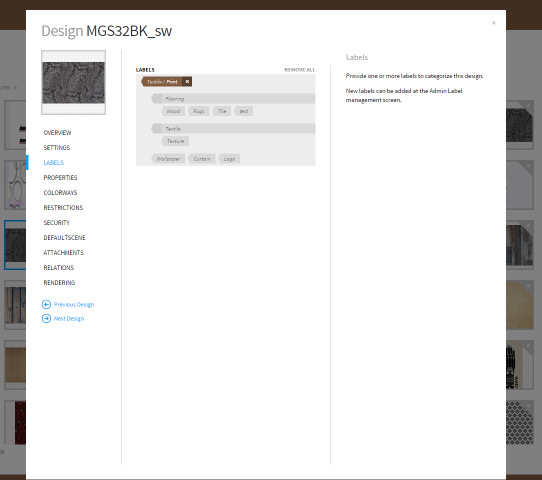 Design MGS32BK_sw
×
OVERVIEW
SETTINGS
LABELS
PROPERTIES
COLORWAYS
RESTRICTIONS
SECURITY
DEFAULTSCENE
ATTACHMENTS
RELATIONS
RENDERING
Previous Design
Next Design
LABELS REMOVE ALL
Textile / Print ×
Flooring
Wood Rugs Tile test
Textile
Texture
Wallpaper Curtain Logo
Labels
Provide one or more labels to categorize this design.
New labels can be added at the Admin Label
management screen.